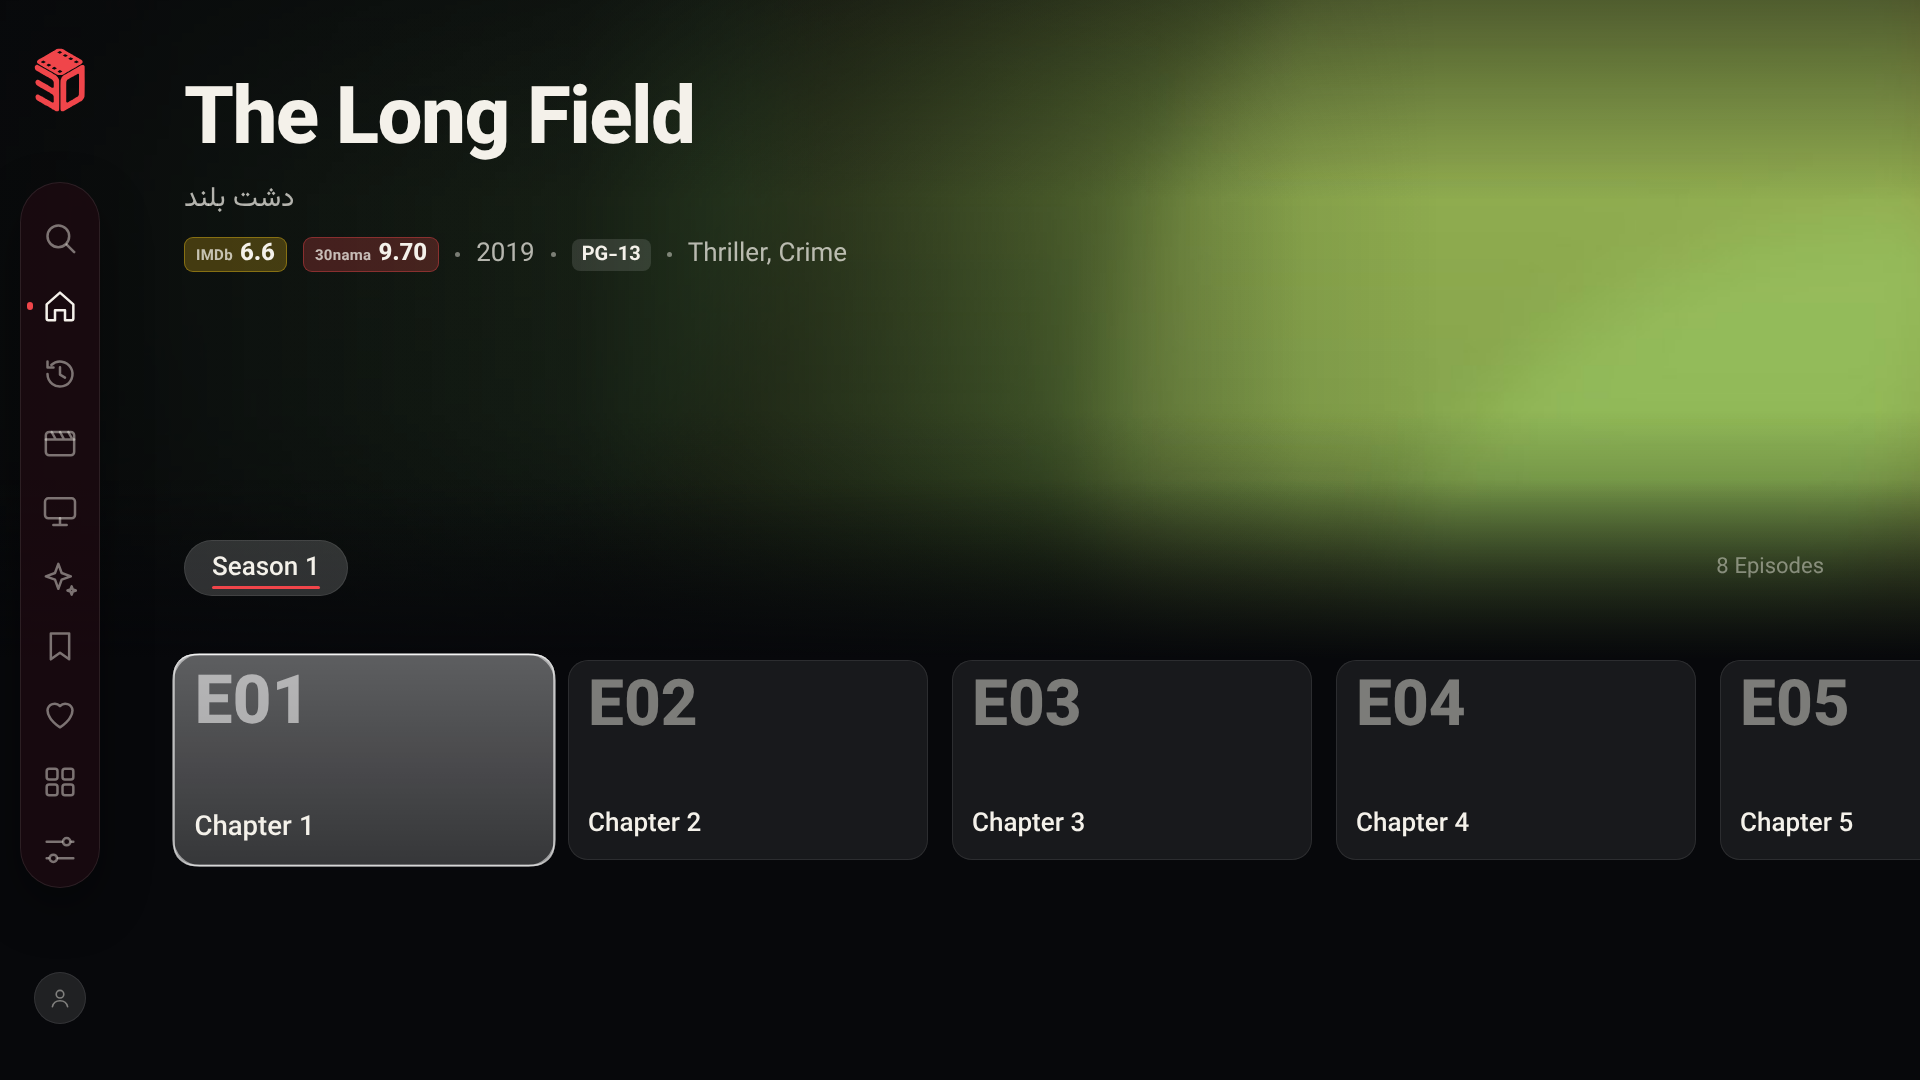 The Long Field
دشت بلند
IMDb 6.6 30nama 9.70 • 2019 • PG-13 • Thriller, Crime
Season 1
8 Episodes
E01
Chapter 1
E02
Chapter 2
E03
Chapter 3
E04
Chapter 4
E05
Chapter 5